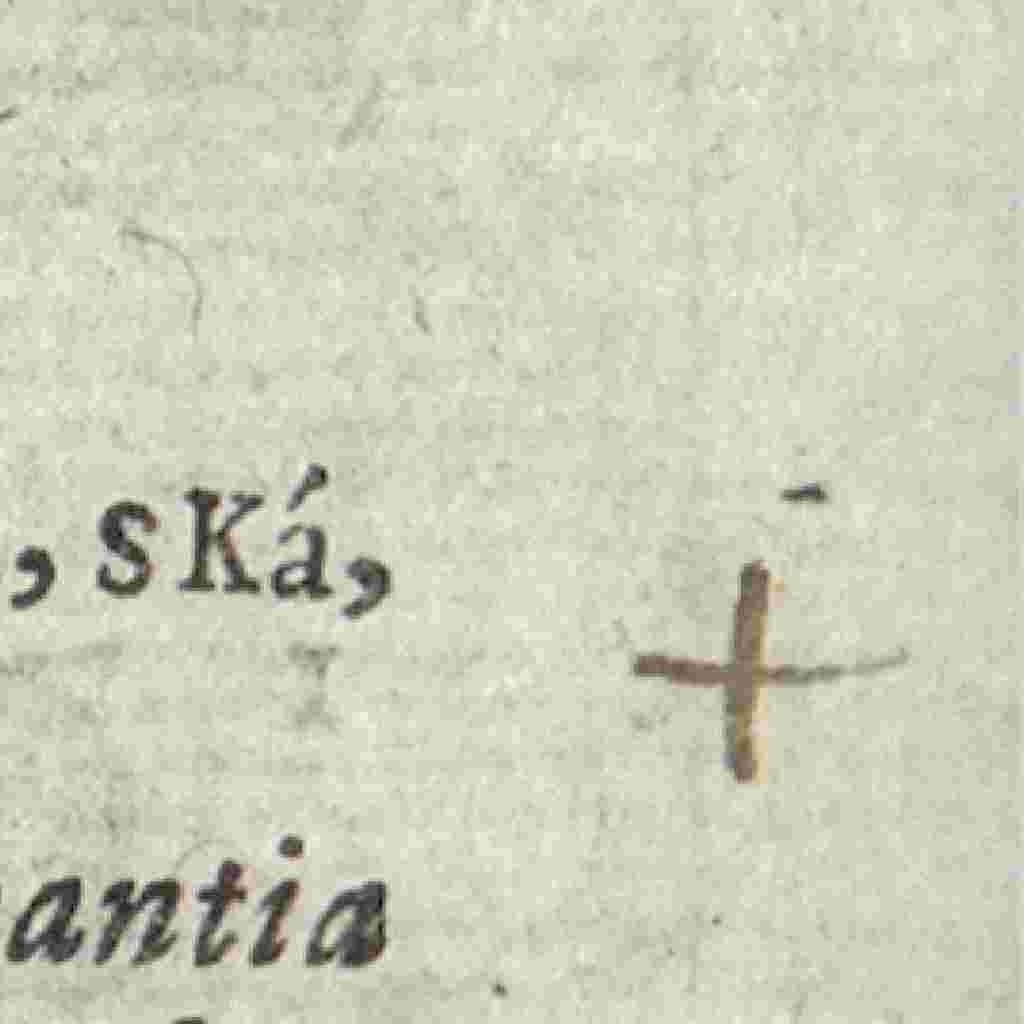 , sKá, +
antia